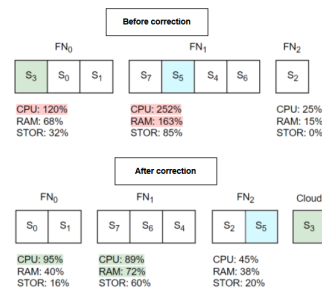 Before correction
FN0 FN1 FN2
S3 S0 S1 S7 S5 S4 S6 S2
CPU: 120% CPU: 252% CPU: 25%
RAM: 68% RAM: 163% RAM: 15%
STOR: 32% STOR: 85% STOR: 0%
After correction
FN0 FN1 FN2 Cloud
S0 S1 S7 S6 S4 S2 S5 S3
CPU: 95% CPU: 89% CPU: 45%
RAM: 40% RAM: 72% RAM: 38%
STOR: 16% STOR: 60% STOR: 20%